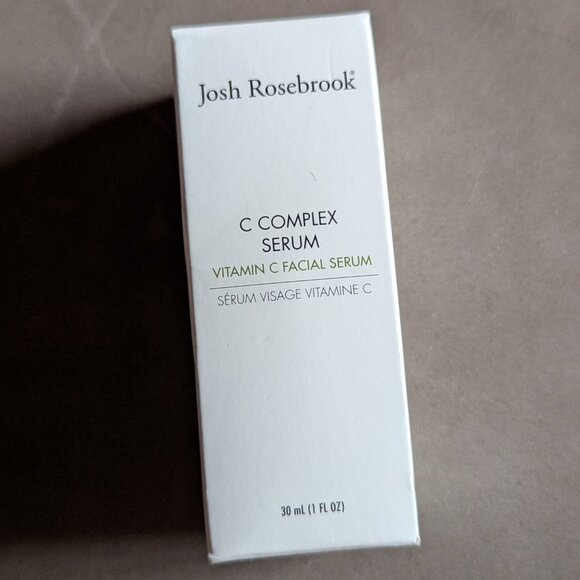 Josh Rosebrook®
C COMPLEX
SERUM
VITAMIN C FACIAL SERUM
SÉRUM VISAGE VITAMINE C
30 mL (1 FL OZ)